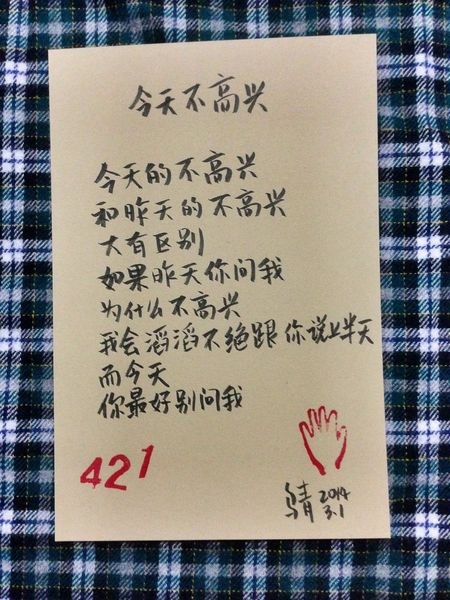 今天不高兴
今天的不高兴
和昨天的不高兴
大有区别
如果昨天你问我
为什么不高兴
我会滔滔不绝跟你说上半天
而今天
你最好别问我
421
2014
3.1